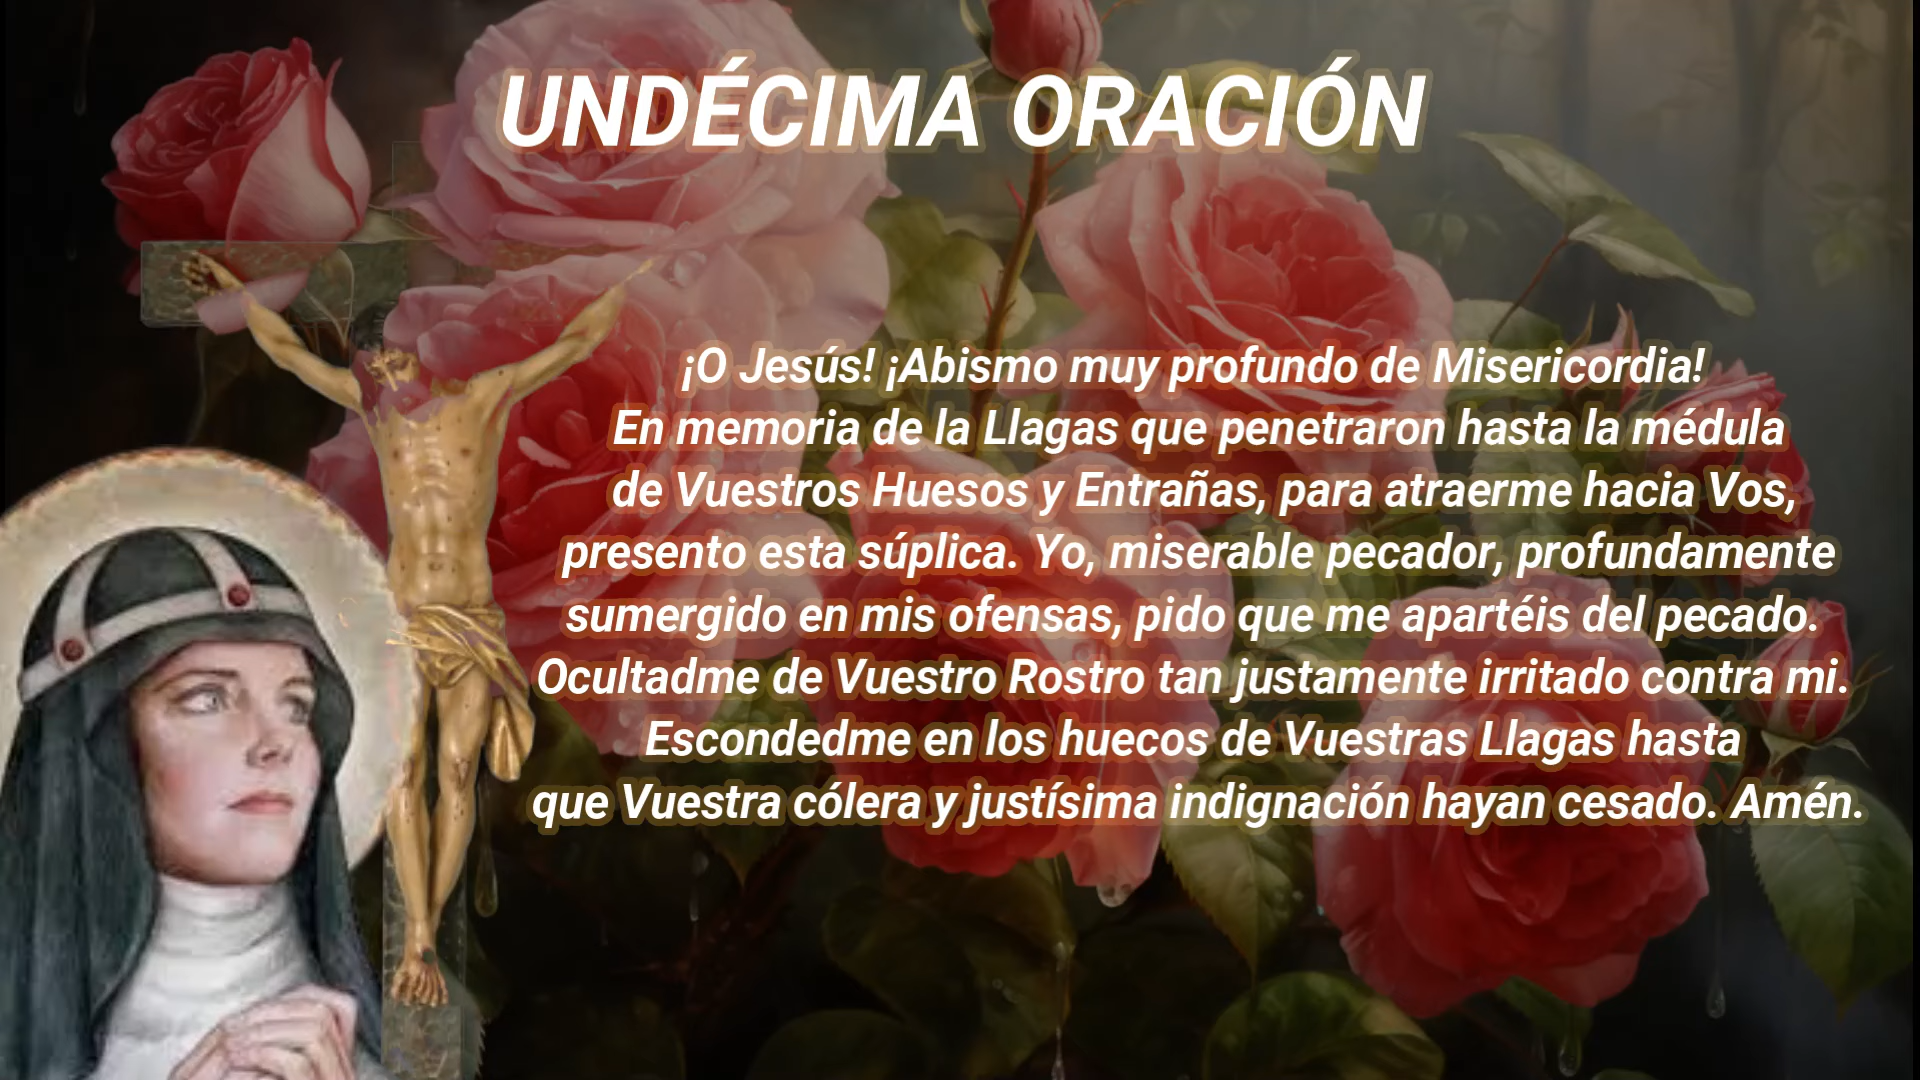 UNDÉCIMA ORACIÓN
¡O Jesús! ¡Abismo muy profundo de Misericordia!
En memoria de la Llagas que penetraron hasta la médula
de Vuestros Huesos y Entrañas, para atraerme hacia Vos,
presento esta súplica. Yo, miserable pecador, profundamente
sumergido en mis ofensas, pido que me apartéis del pecado.
Ocultadme de Vuestro Rostro tan justamente irritado contra mi.
Escondedme en los huecos de Vuestras Llagas hasta
que Vuestra cólera y justísima indignación hayan cesado. Amén.